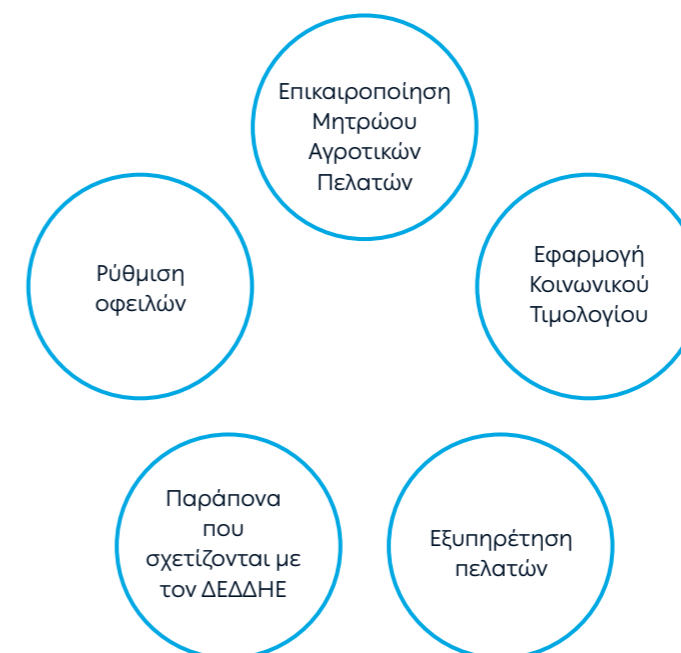 Επικαιροποίηση
Μητρώου
Αγροτικών
Πελατών
Ρύθμιση
οφειλών
Εφαρμογή
Κοινωνικού
Τιμολογίου
Παράπονα
που
σχετίζονται με
τον ΔΕΔΔΗΕ
Εξυπηρέτηση
πελατών